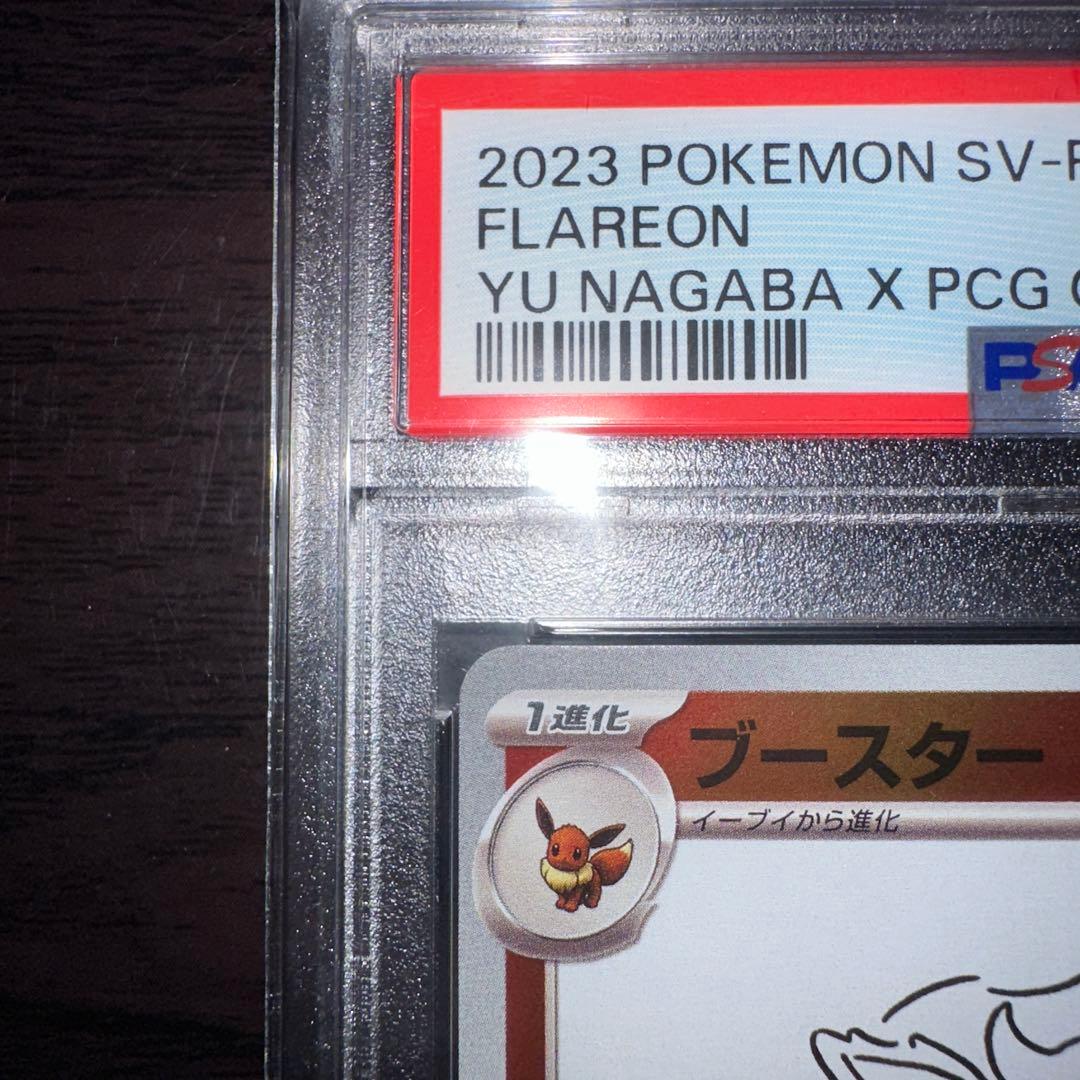 2023 POKEMON SV-P
FLAREON
YU NAGABA X PCG
PSA
1進化
ブースター
イーブイから進化